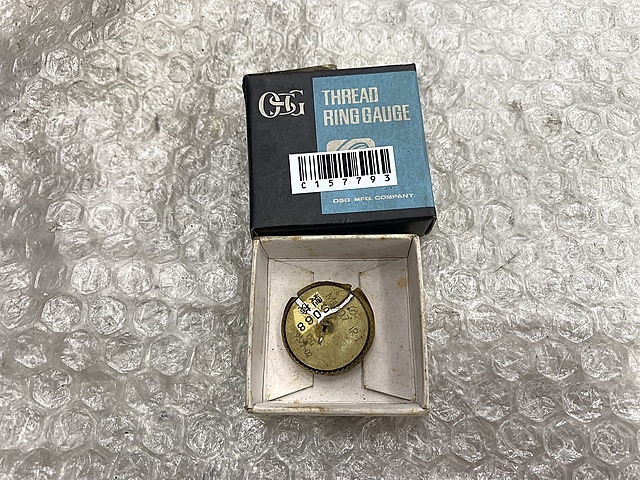 OSG
THREAD
RING GAUGE
C157793
OSG MFG. COMPANY